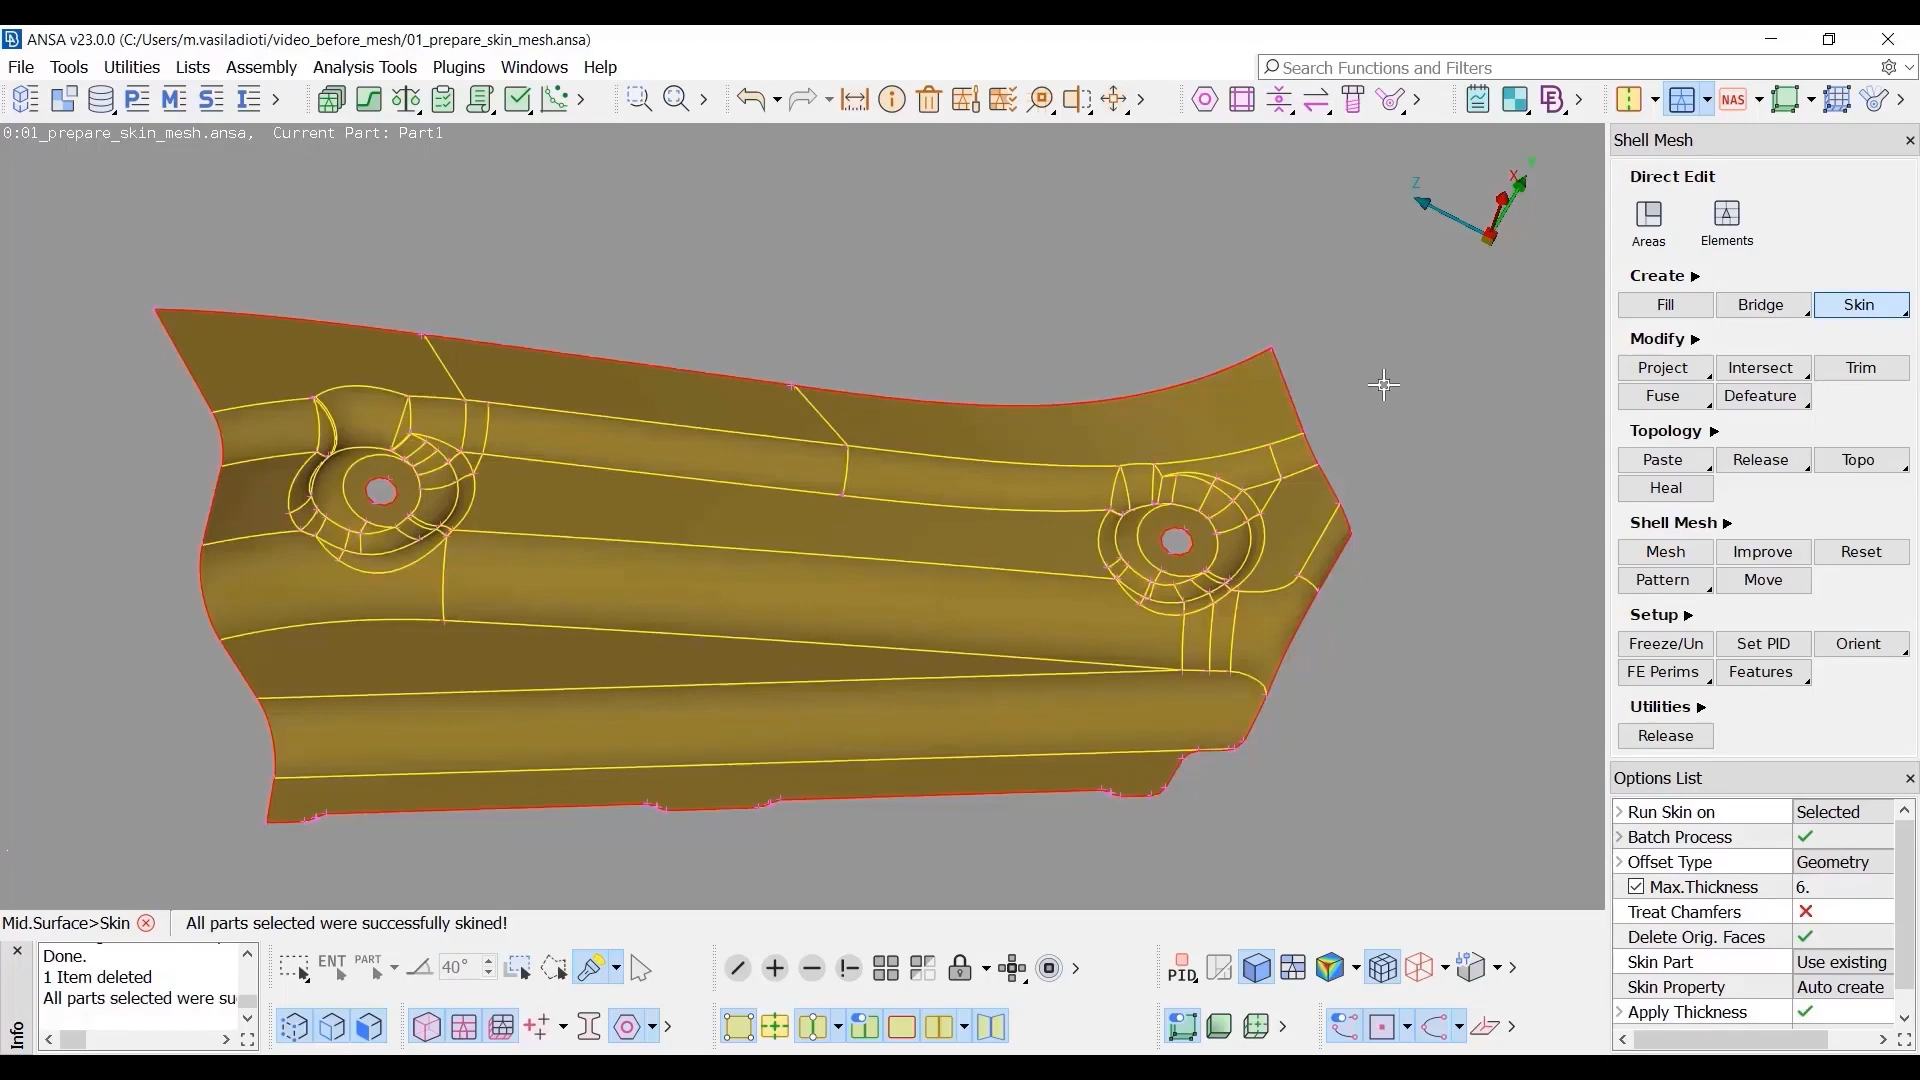 ANSA v23.0.0 (C:/Users/m.vasiladioti/video_before_mesh/01_prepare_skin_mesh.ansa)
File Tools Utilities Lists Assembly Analysis Tools Plugins Windows Help
Search Functions and Filters
P M S I
NAS
0:01_prepare_skin_mesh.ansa, Current Part: Part1
Z X Y
Shell Mesh
Direct Edit
Areas Elements
Create
Fill Bridge Skin
Modify
Project Intersect Trim
Fuse Defeature
Topology
Paste Release Topo
Heal
Shell Mesh
Mesh Improve Reset
Pattern Move
Setup
Freeze/Un Set PID Orient
FE Perims Features
Utilities
Release
Options List
Run Skin on Selected
Batch Process
Offset Type Geometry
Max.Thickness 6.
Treat Chamfers
Delete Orig. Faces
Skin Part Use existing
Skin Property Auto create
Apply Thickness
Mid.Surface>Skin All parts selected were successfully skined!
Info
Done.
1 Item deleted
All parts selected were su
ENT PART 40°
PID